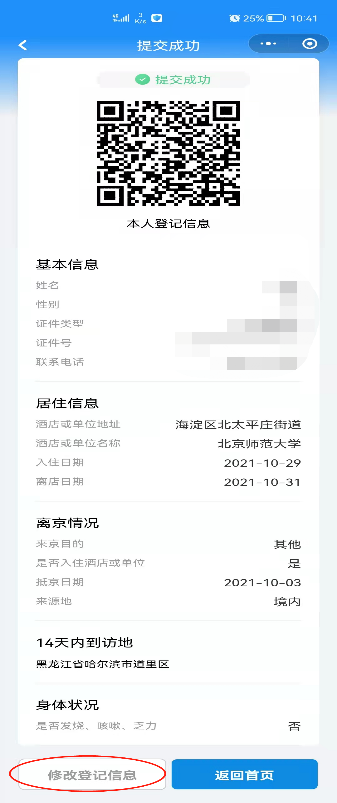 25% 10:41
提交成功
提交成功
本人登记信息
基本信息
姓名
性别
证件类型
证件号
联系电话
居住信息
酒店或单位地址 海淀区北太平庄街道
酒店或单位名称 北京师范大学
入住日期 2021-10-29
离店日期 2021-10-31
离京情况
来京目的 其他
是否入住酒店或单位 是
抵京日期 2021-10-03
来源地 境内
14天内到访地
黑龙江省哈尔滨市道里区
身体状况
是否发烧、咳嗽、乏力 否
修改登记信息 返回首页